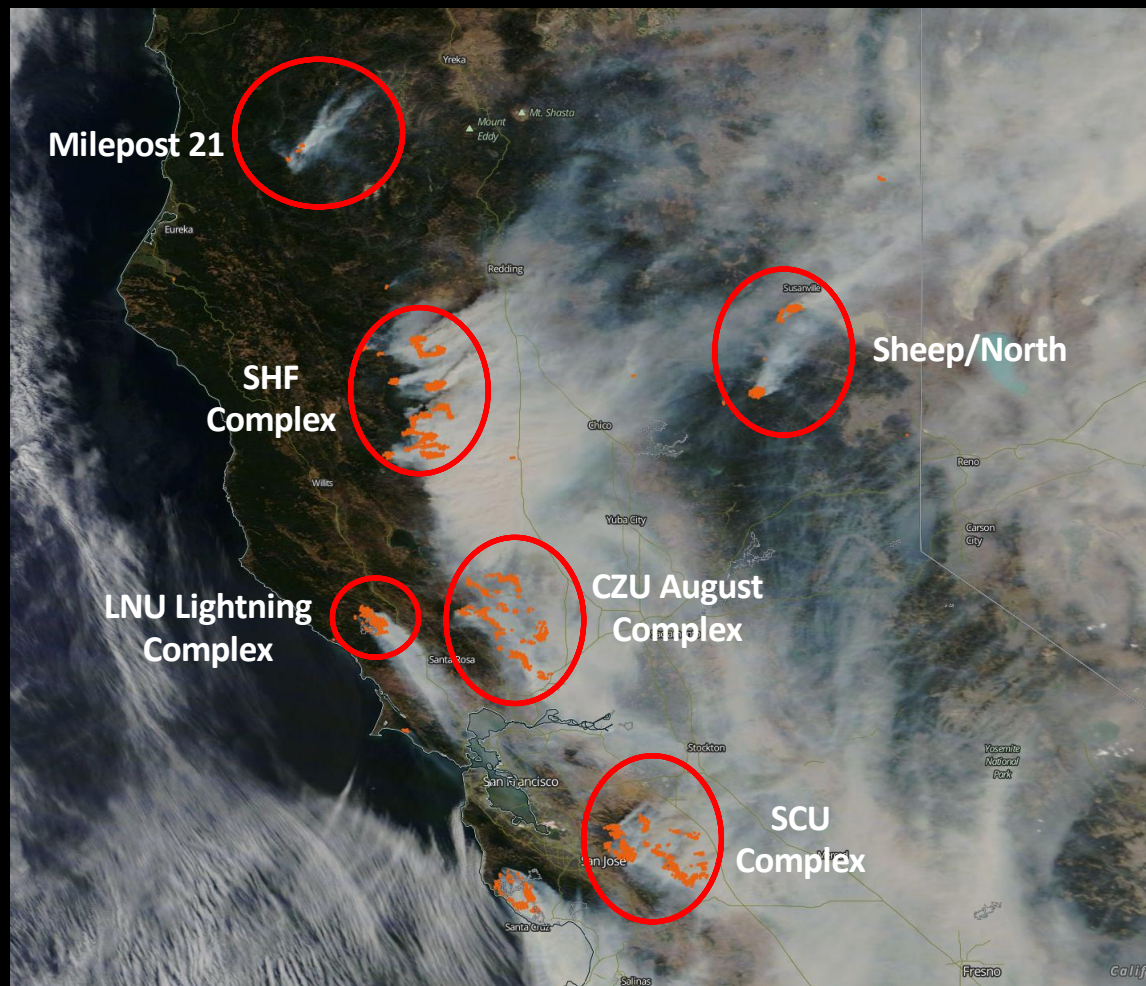 Yreka
Mt. Shasta
Mount
Eddy
Milepost 21
Eureka
Redding
Susanville
Sheep/North
SHF
Complex
Chico
Reno
Willits
Yuba City
Carson
City
CZU August
Complex
LNU Lightning
Complex
Santa Rosa
Stockton
Yosemite
National
Park
San Francisco
SCU
Complex
San Jose
Santa Cruz
Salinas
Fresno
Calif